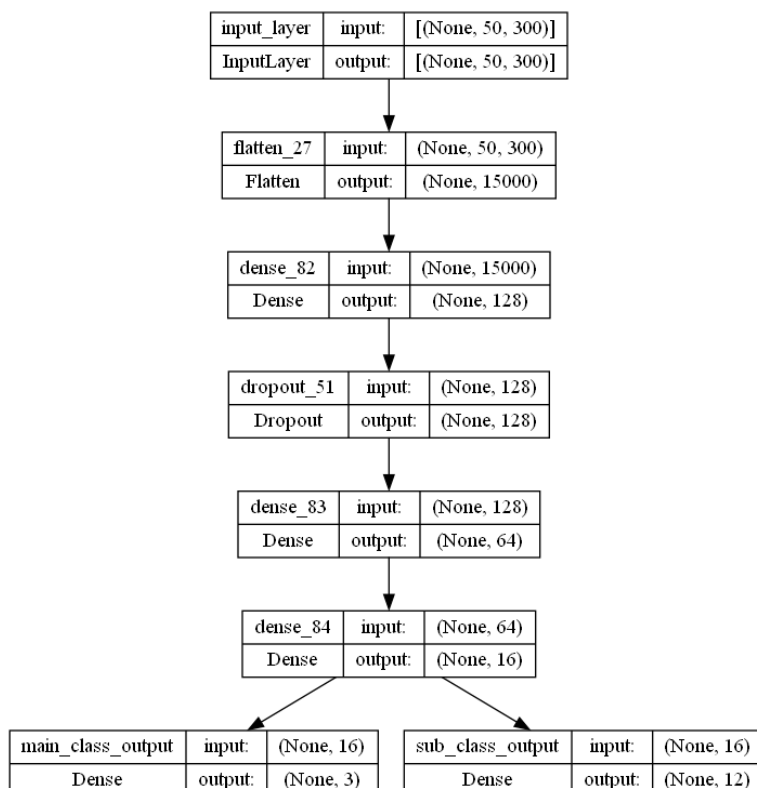 input_layer input: [(None, 50, 300)]
InputLayer output: [(None, 50, 300)]
flatten_27 input: (None, 50, 300)
Flatten output: (None, 15000)
dense_82 input: (None, 15000)
Dense output: (None, 128)
dropout_51 input: (None, 128)
Dropout output: (None, 128)
dense_83 input: (None, 128)
Dense output: (None, 64)
dense_84 input: (None, 64)
Dense output: (None, 16)
main_class_output input: (None, 16)
Dense output: (None, 3)
sub_class_output input: (None, 16)
Dense output: (None, 12)